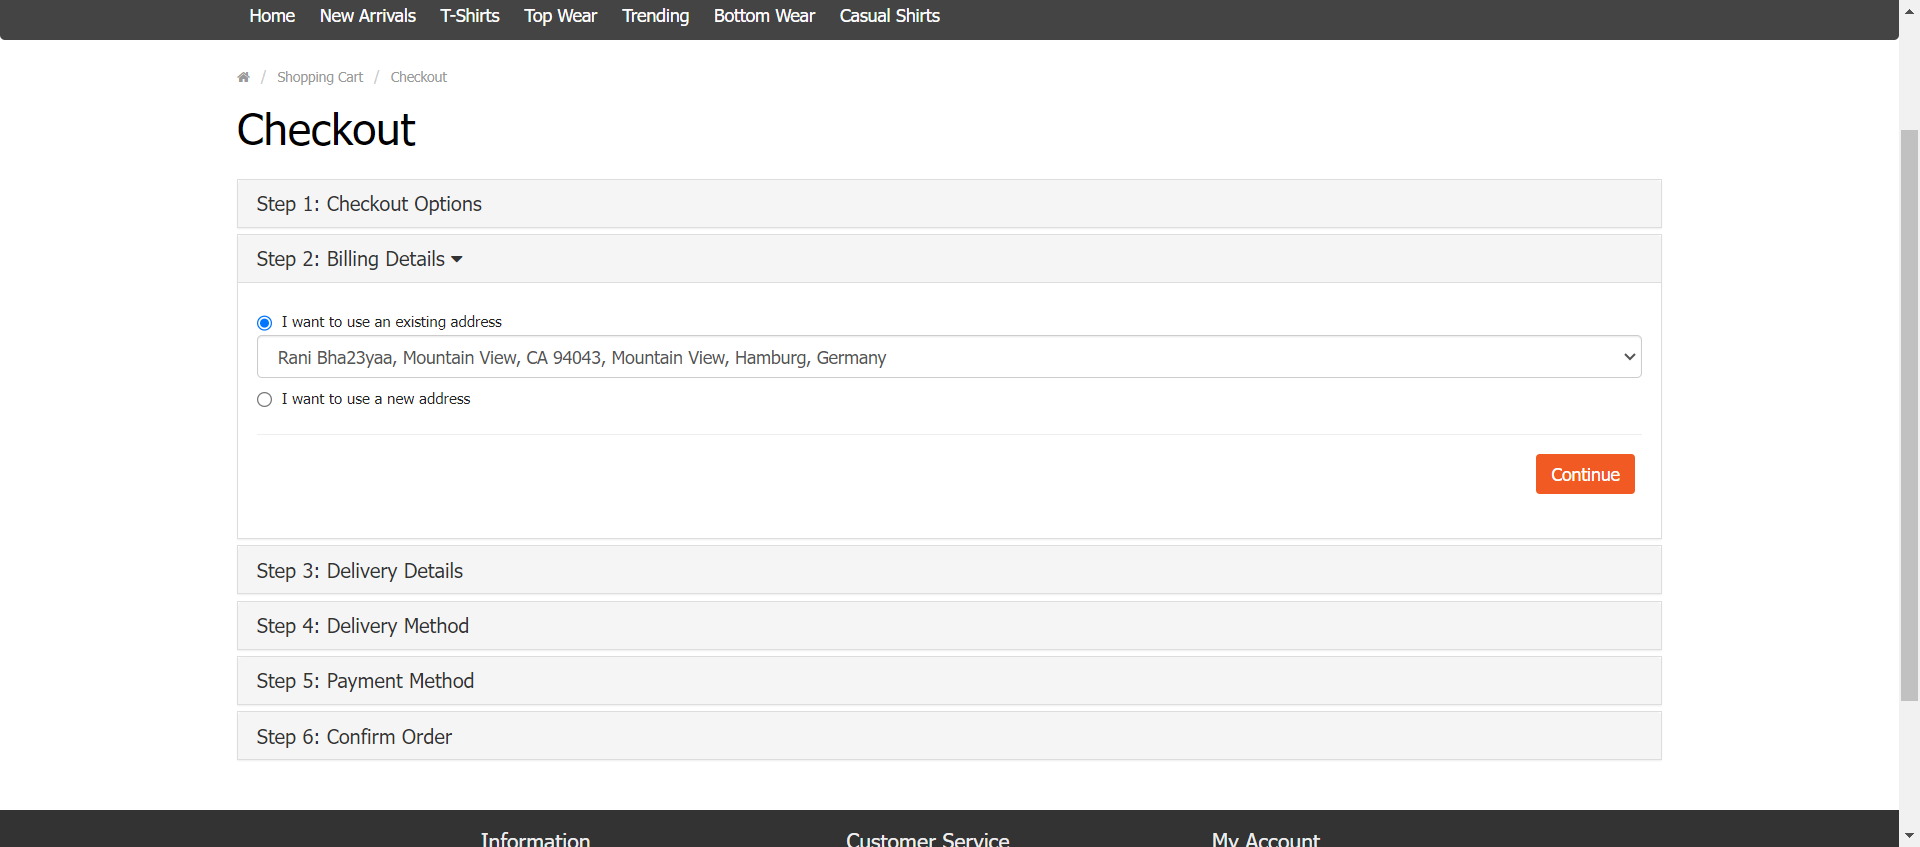 Home New Arrivals T-Shirts Top Wear Trending Bottom Wear Casual Shirts
/ Shopping Cart / Checkout
Checkout
Step 1: Checkout Options
Step 2: Billing Details
I want to use an existing address
Rani Bha23yaa, Mountain View, CA 94043, Mountain View, Hamburg, Germany
I want to use a new address
Continue
Step 3: Delivery Details
Step 4: Delivery Method
Step 5: Payment Method
Step 6: Confirm Order
Information Customer Service My Account